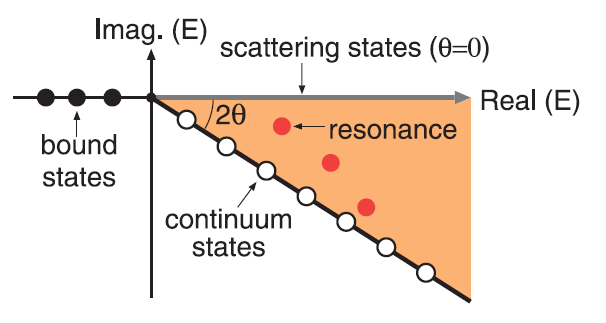 Imag. (E)
scattering states (θ=0)
Real (E)
2θ
resonance
bound
states
continuum
states